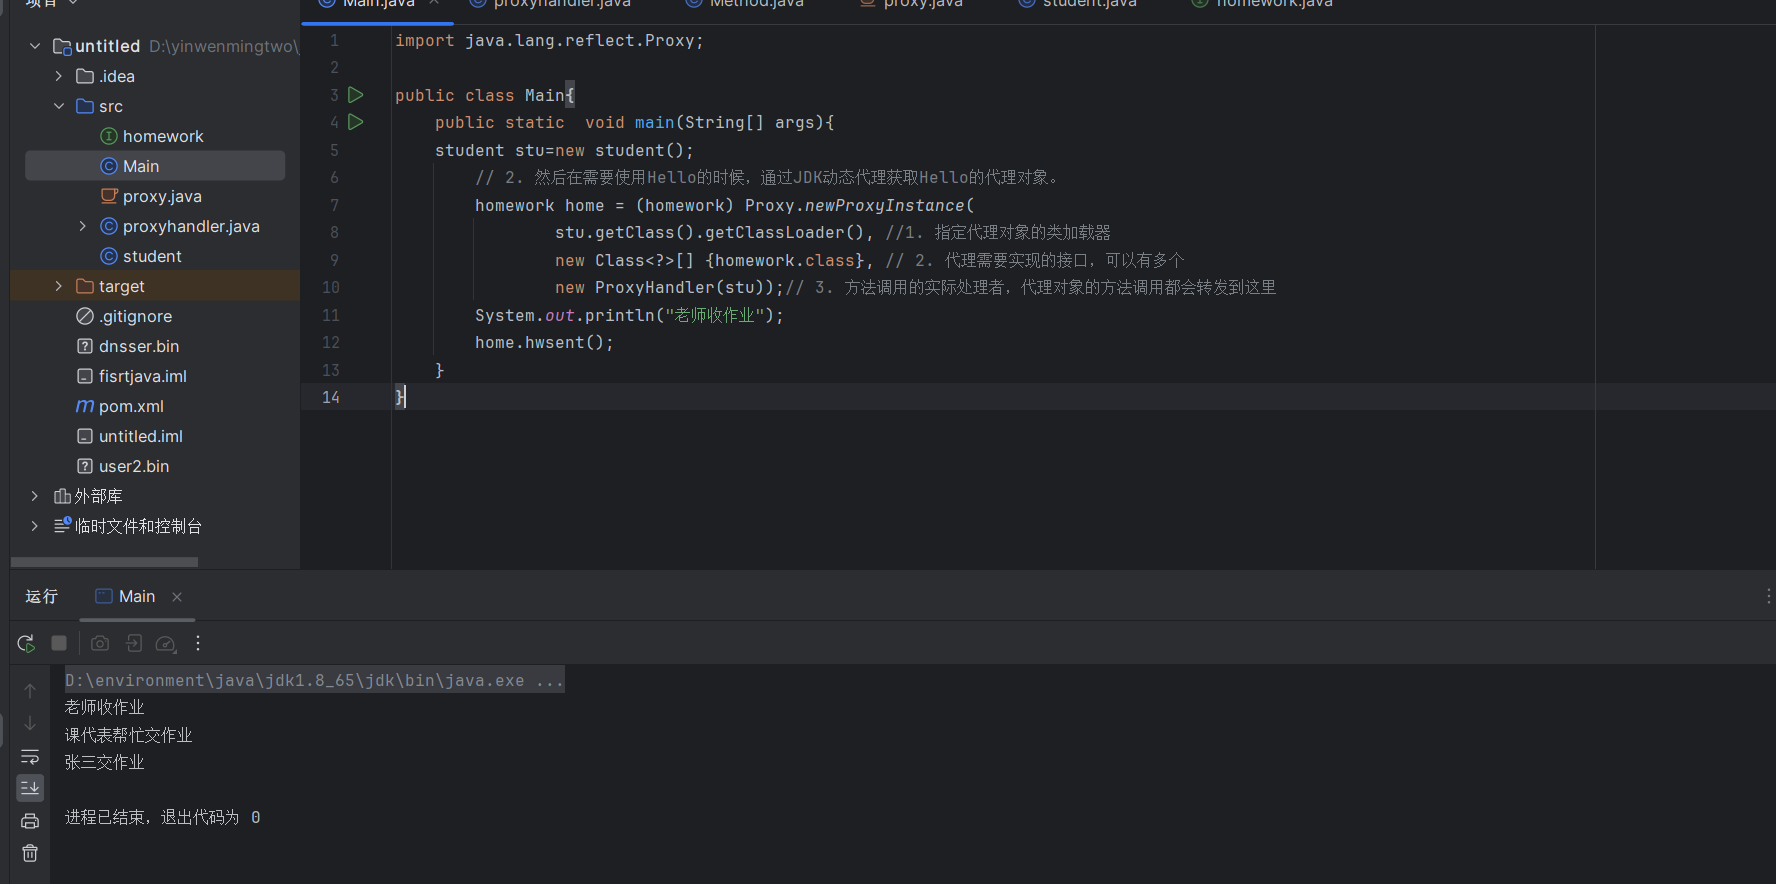 项目
Main.java
proxyhandler.java
Method.java
proxy.java
student.java
homework.java
untitled D:\yinwenmingtwo\
.idea
src
homework
Main
proxy.java
proxyhandler.java
student
target
.gitignore
dnsser.bin
fisrtjava.iml
pom.xml
untitled.iml
user2.bin
外部库
临时文件和控制台
1 import java.lang.reflect.Proxy;
2
3 public class Main{
4 public static  void main(String[] args){
5 student stu=new student();
6 // 2. 然后在需要使用Hello的时候，通过JDK动态代理获取Hello的代理对象。
7 homework home = (homework) Proxy.newProxyInstance(
8 stu.getClass().getClassLoader(), //1. 指定代理对象的类加载器
9 new Class<?>[] {homework.class}, // 2. 代理需要实现的接口，可以有多个
10 new ProxyHandler(stu));// 3. 方法调用的实际处理者，代理对象的方法调用都会转发到这里
11 System.out.println("老师收作业");
12 home.hwsent();
13 }
14 }
运行 Main
D:\environment\java\jdk1.8_65\jdk\bin\java.exe ...
老师收作业
课代表帮忙交作业
张三交作业
进程已结束，退出代码为 0